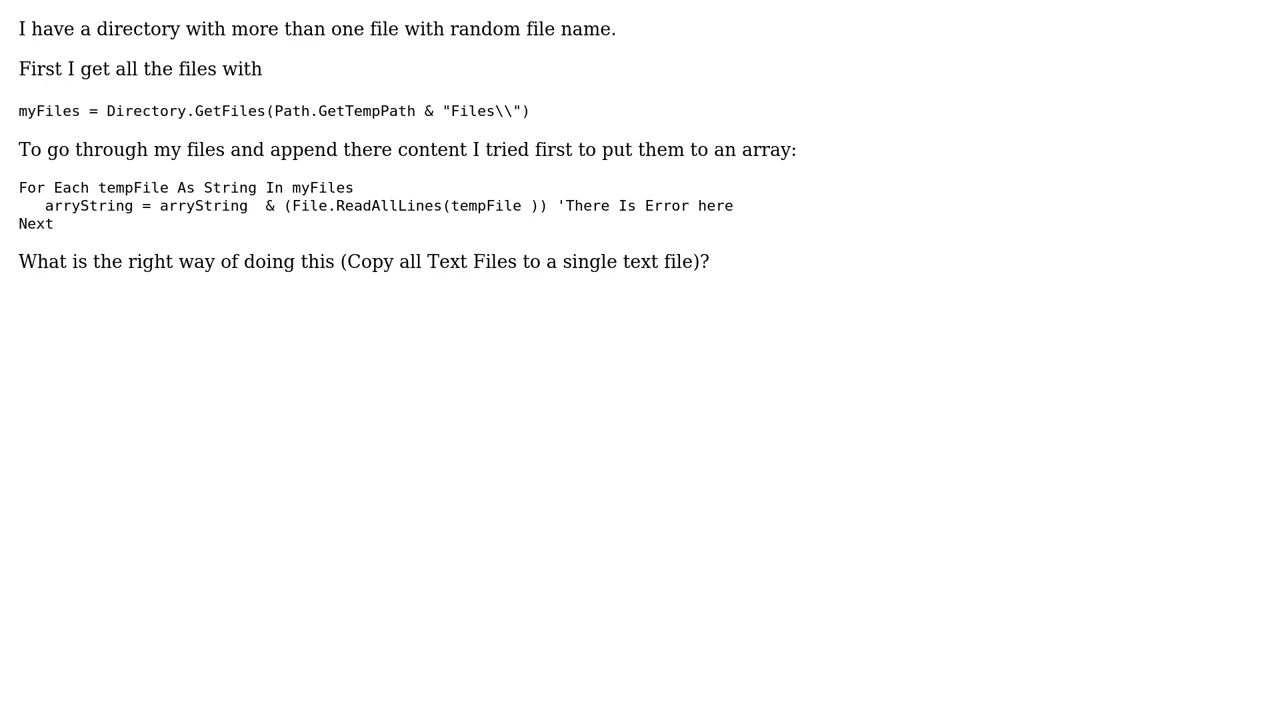 I have a directory with more than one file with random file name.
First I get all the files with
myFiles = Directory.GetFiles(Path.GetTempPath & "Files\\")
To go through my files and append there content I tried first to put them to an array:
For Each tempFile As String In myFiles
   arryString = arryString  & (File.ReadAllLines(tempFile )) 'There Is Error here
Next
What is the right way of doing this (Copy all Text Files to a single text file)?